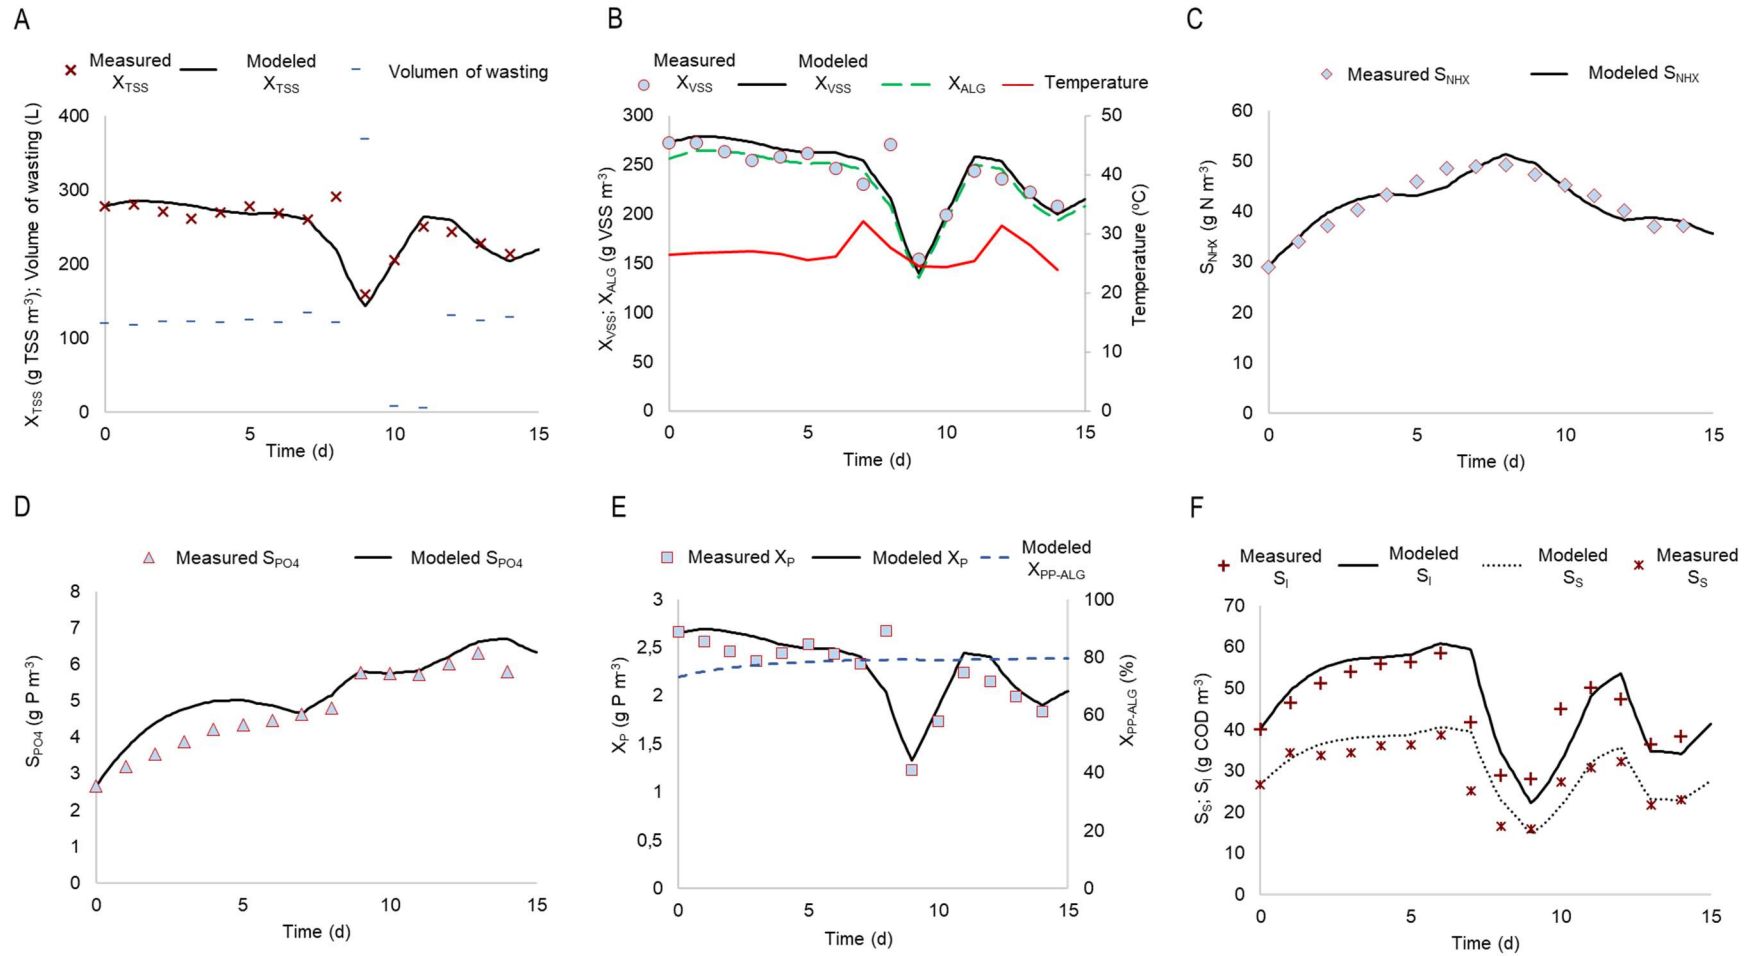 A
Measured X_TSS
Modeled X_TSS
Volumen of wasting
X_TSS (g TSS m⁻³); Volume of wasting (L)
400
300
200
100
0
0 5 10 15
Time (d)
B
Measured X_VSS
Modeled X_VSS
X_ALG
Temperature
X_VSS; X_ALG (g VSS m⁻³)
300
250
200
150
100
50
0
50
40
30
20
10
0
Temperature (ºC)
0 5 10 15
Time (d)
C
Measured S_NHX
Modeled S_NHX
S_NHX (g N m⁻³)
60
50
40
30
20
10
0
0 5 10 15
Time (d)
D
Measured S_PO4
Modeled S_PO4
S_PO4 (g P m⁻³)
8
7
6
5
4
3
2
1
0
0 5 10 15
Time (d)
E
Measured X_P
Modeled X_P
Modeled X_PP-ALG
X_P (g P m⁻³)
3
2,5
2
1,5
1
0,5
0
100
80
60
40
20
0
X_PP-ALG (%)
0 5 10 15
Time (d)
F
Measured S_I
Modeled S_I
Modeled S_S
Measured S_S
S_S; S_I (g COD m⁻³)
70
60
50
40
30
20
10
0
0 5 10 15
Time (d)